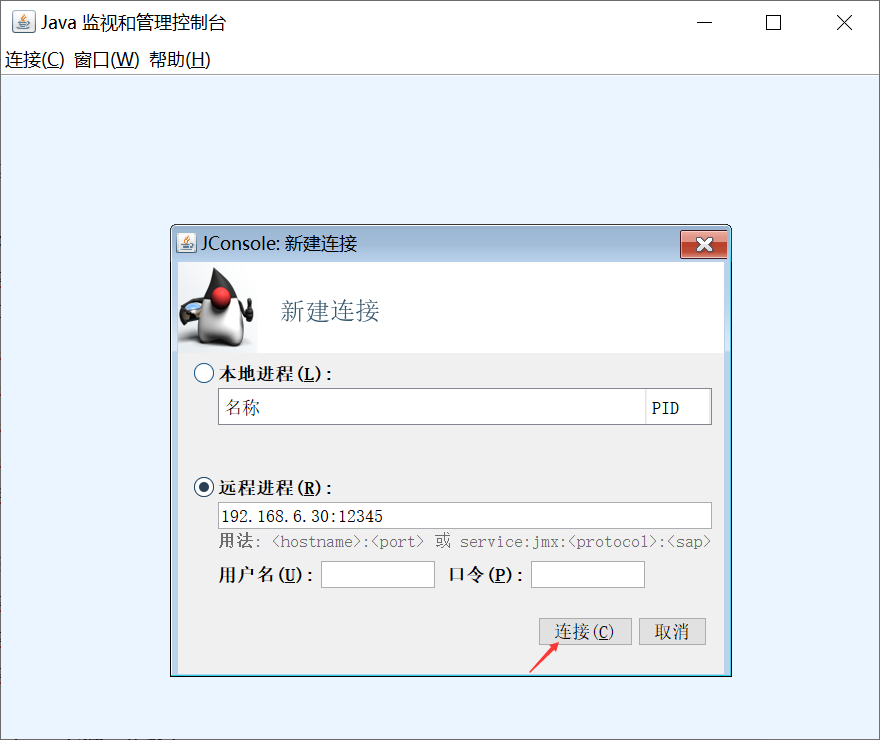 Java 监视和管理控制台
连接(C) 窗口(W) 帮助(H)
JConsole: 新建连接
新建连接
本地进程(L):
名称 PID
远程进程(R):
192.168.6.30:12345
用法: <hostname>:<port> 或 service:jmx:<protocol>:<sap>
用户名(U): 口令(P):
连接(C) 取消